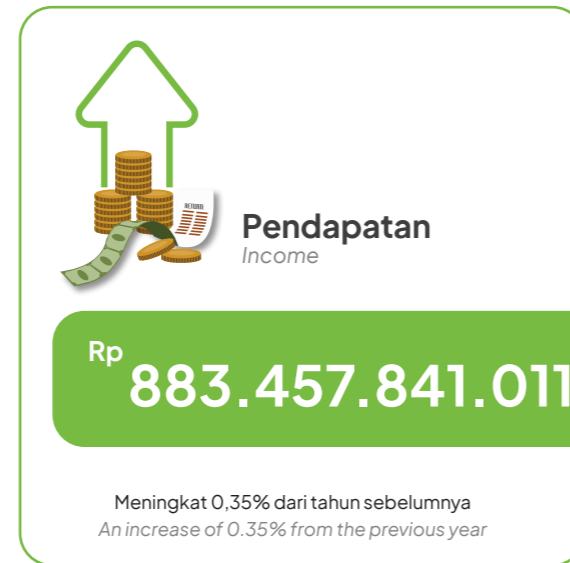 RETURN
Pendapatan
Income
Rp
883.457.841.011
Meningkat 0,35% dari tahun sebelumnya
An increase of 0.35% from the previous year